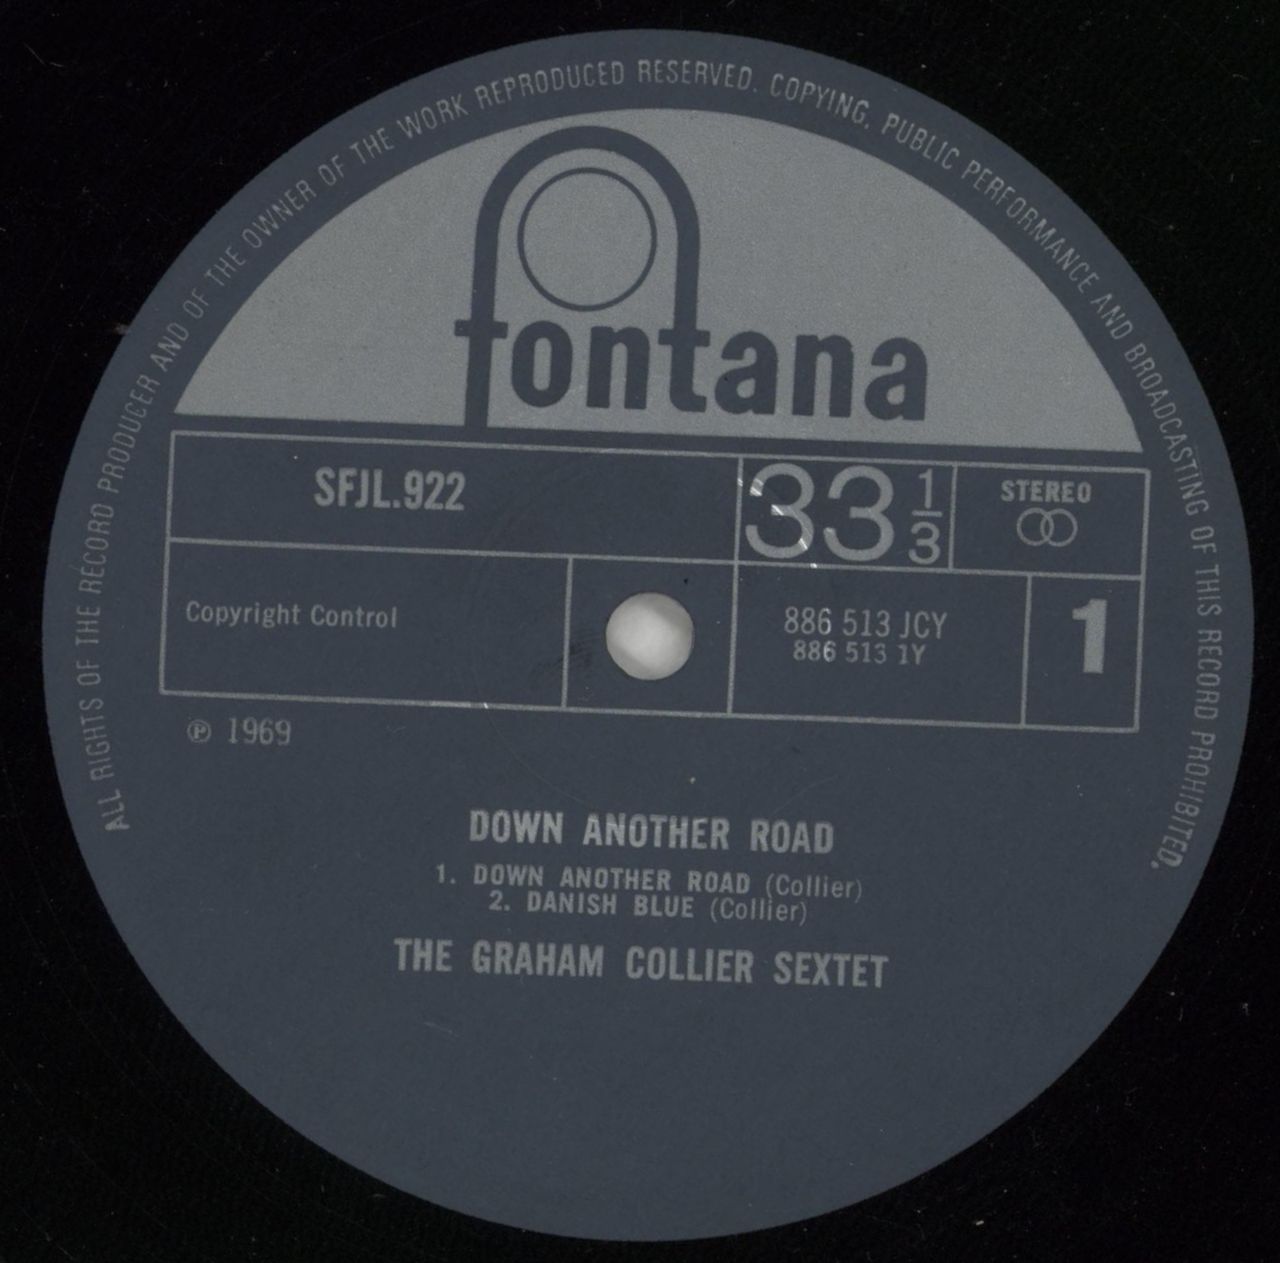 ALL RIGHTS OF THE RECORD PRODUCER AND OF THE OWNER OF THE WORK REPRODUCED RESERVED. COPYING, PUBLIC PERFORMANCE AND BROADCASTING OF THIS RECORD PROHIBITED.
fontana
SFJL.922
33 1/3
STEREO
Copyright Control
886 513 JCY
886 513 1Y
1
℗ 1969
DOWN ANOTHER ROAD
1. DOWN ANOTHER ROAD (Collier)
2. DANISH BLUE (Collier)
THE GRAHAM COLLIER SEXTET